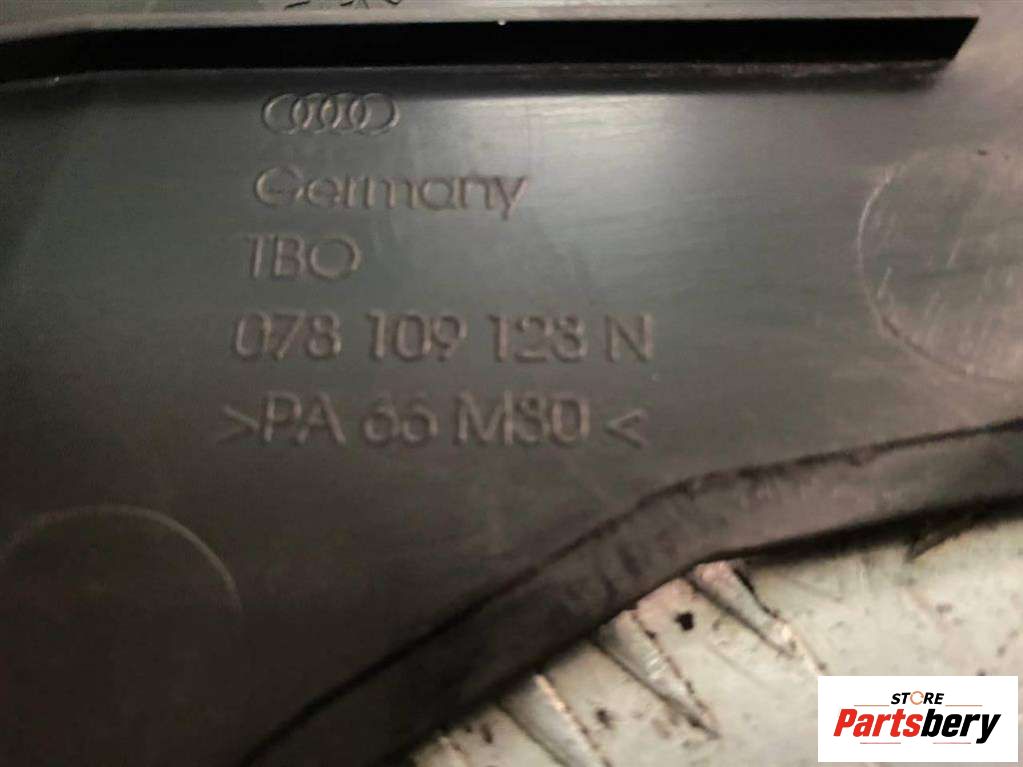 Germany
TBO
078 109 123 N
>PA 66 M30<
STORE
Partsbery